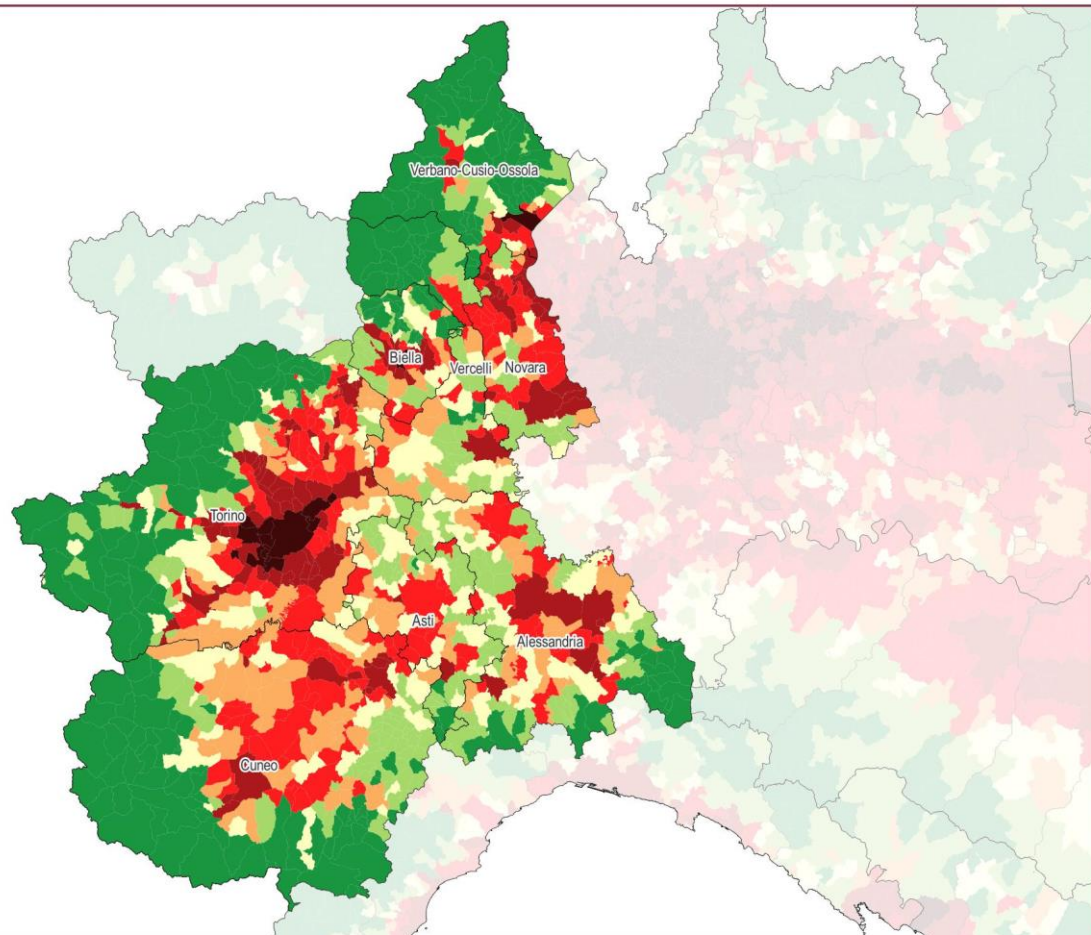 Verbano-Cusio-Ossola
Biella
Vercelli
Novara
Torino
Asti
Alessandria
Cuneo